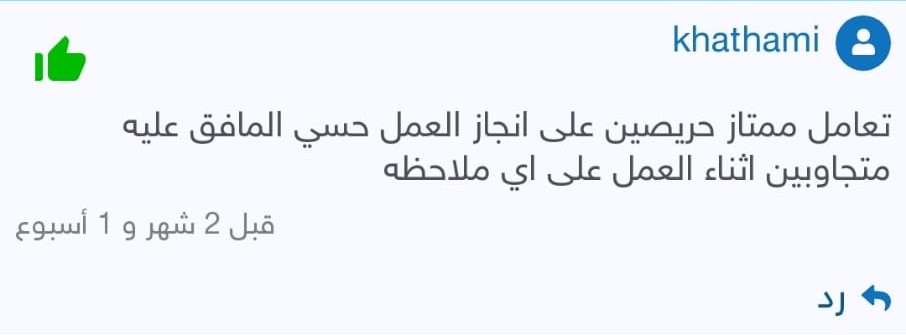 khathami
تعامل ممتاز حريصين على انجاز العمل حسي المافق عليه
متجاوبين اثناء العمل على اي ملاحظه
قبل 2 شهر و 1 أسبوع
رد